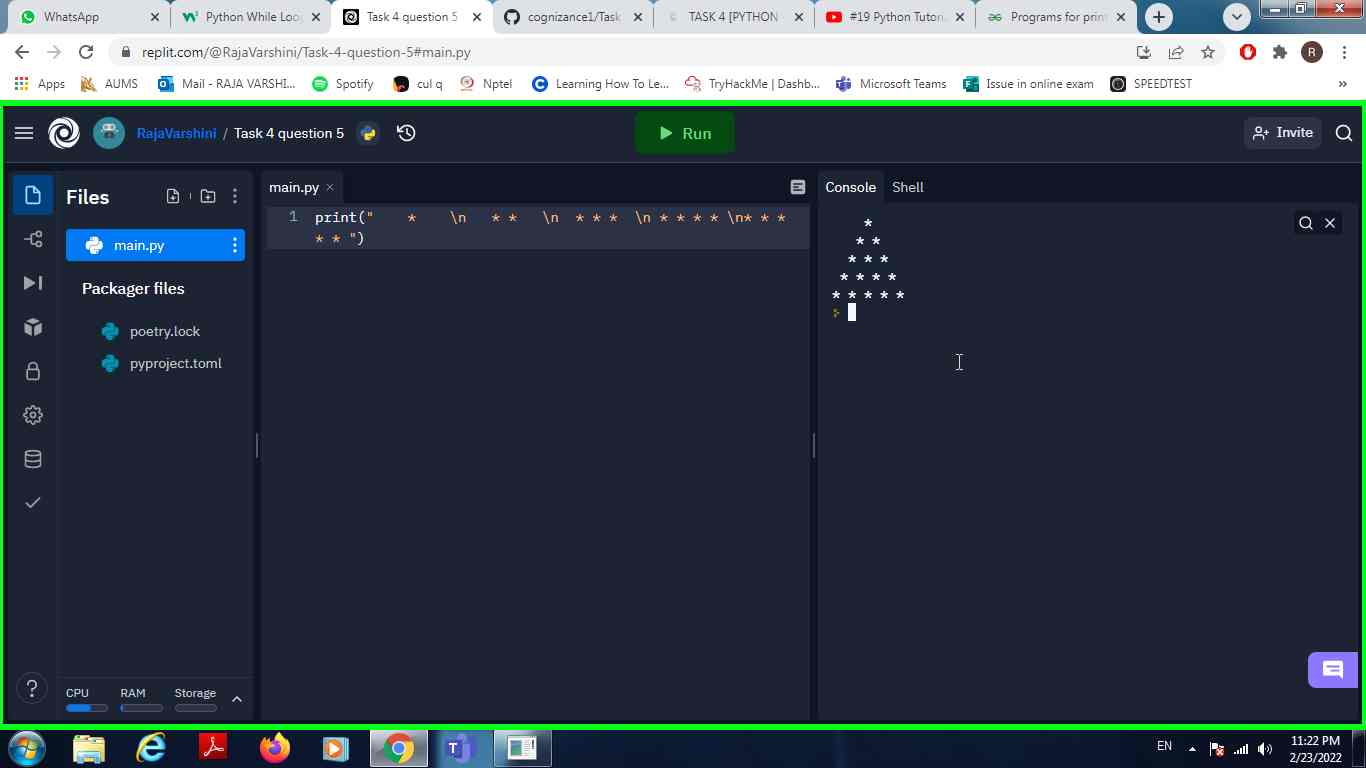 WhatsApp
Python While Loo
Task 4 question 5
cognizance1/Task
TASK 4 [PYTHON
#19 Python Tutoru
Programs for print
replit.com/@RajaVarshini/Task-4-question-5#main.py
R
Apps
AUMS
Mail - RAJA VARSHI...
Spotify
cul q
Nptel
Learning How To Le...
TryHackMe | Dashb...
Microsoft Teams
Issue in online exam
SPEEDTEST
»
RajaVarshini / Task 4 question 5
Run
Invite
Files
main.py
Packager files
poetry.lock
pyproject.toml
CPU
RAM
Storage
?
main.py ×
1 print("    *    \n   * *   \n  * * *  \n * * * * \n* * *
* * ")
Console
Shell
    *
   * *
  * * *
 * * * *
* * * * *
EN
11:22 PM
2/23/2022